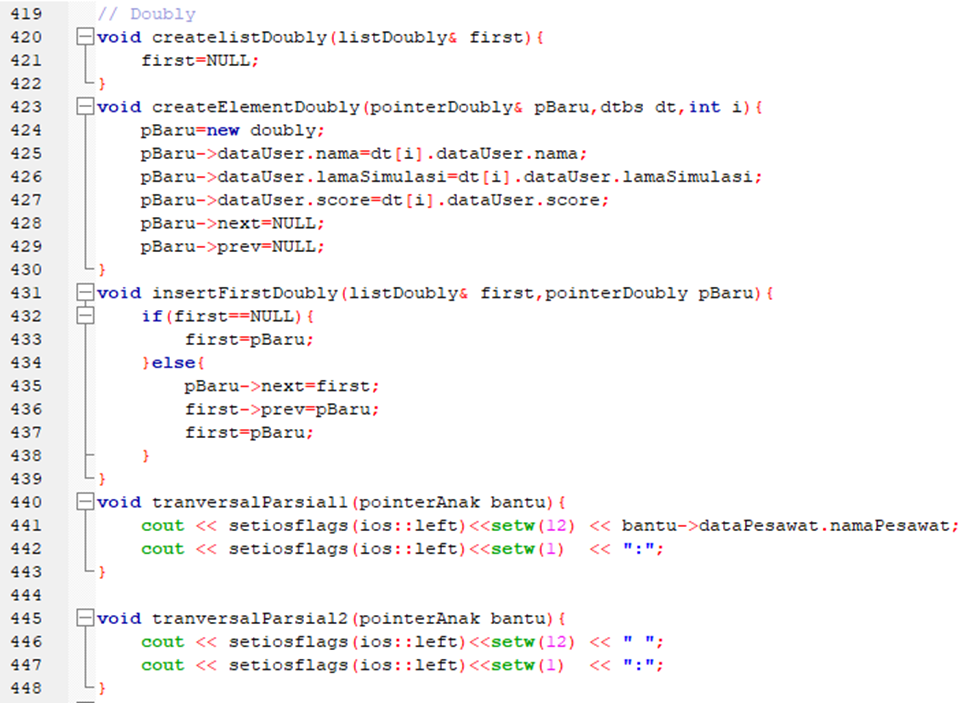 419 // Doubly
420 void createlistDoubly(listDoubly& first){
421     first=NULL;
422 }
423 void createElementDoubly(pointerDoubly& pBaru,dtbs dt,int i){
424     pBaru=new doubly;
425     pBaru->dataUser.nama=dt[i].dataUser.nama;
426     pBaru->dataUser.lamaSimulasi=dt[i].dataUser.lamaSimulasi;
427     pBaru->dataUser.score=dt[i].dataUser.score;
428     pBaru->next=NULL;
429     pBaru->prev=NULL;
430 }
431 void insertFirstDoubly(listDoubly& first,pointerDoubly pBaru){
432     if(first==NULL){
433         first=pBaru;
434     }else{
435         pBaru->next=first;
436         first->prev=pBaru;
437         first=pBaru;
438     }
439 }
440 void tranversalParsial1(pointerAnak bantu){
441     cout << setiosflags(ios::left)<<setw(12) << bantu->dataPesawat.namaPesawat;
442     cout << setiosflags(ios::left)<<setw(1)  << ":";
443 }
444
445 void tranversalParsial2(pointerAnak bantu){
446     cout << setiosflags(ios::left)<<setw(12) << " ";
447     cout << setiosflags(ios::left)<<setw(1)  << ":";
448 }